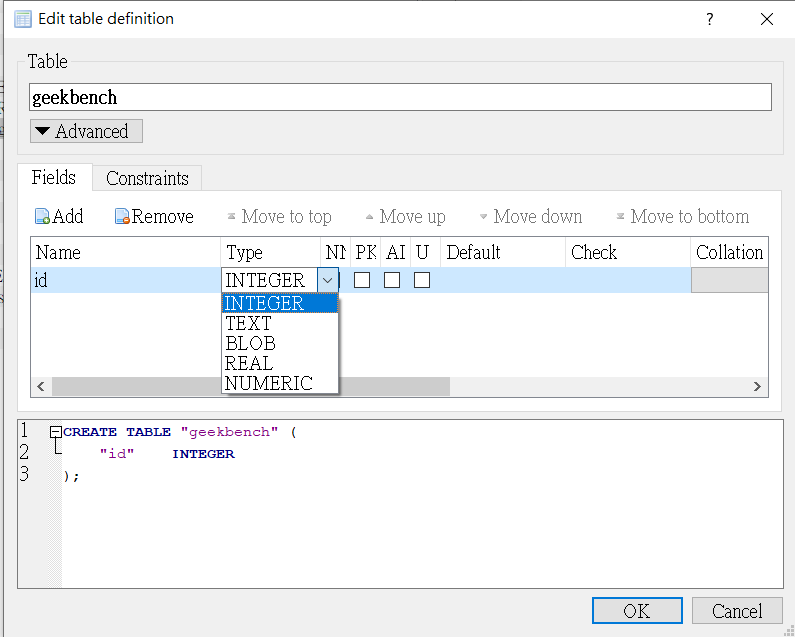 Edit table definition
?
Table
geekbench
Advanced
Fields Constraints
Add Remove Move to top Move up Move down Move to bottom
Name Type NN PK AI U Default Check Collation
id INTEGER
INTEGER
TEXT
BLOB
REAL
NUMERIC
1 CREATE TABLE "geekbench" (
2 "id" INTEGER
3 );
OK Cancel